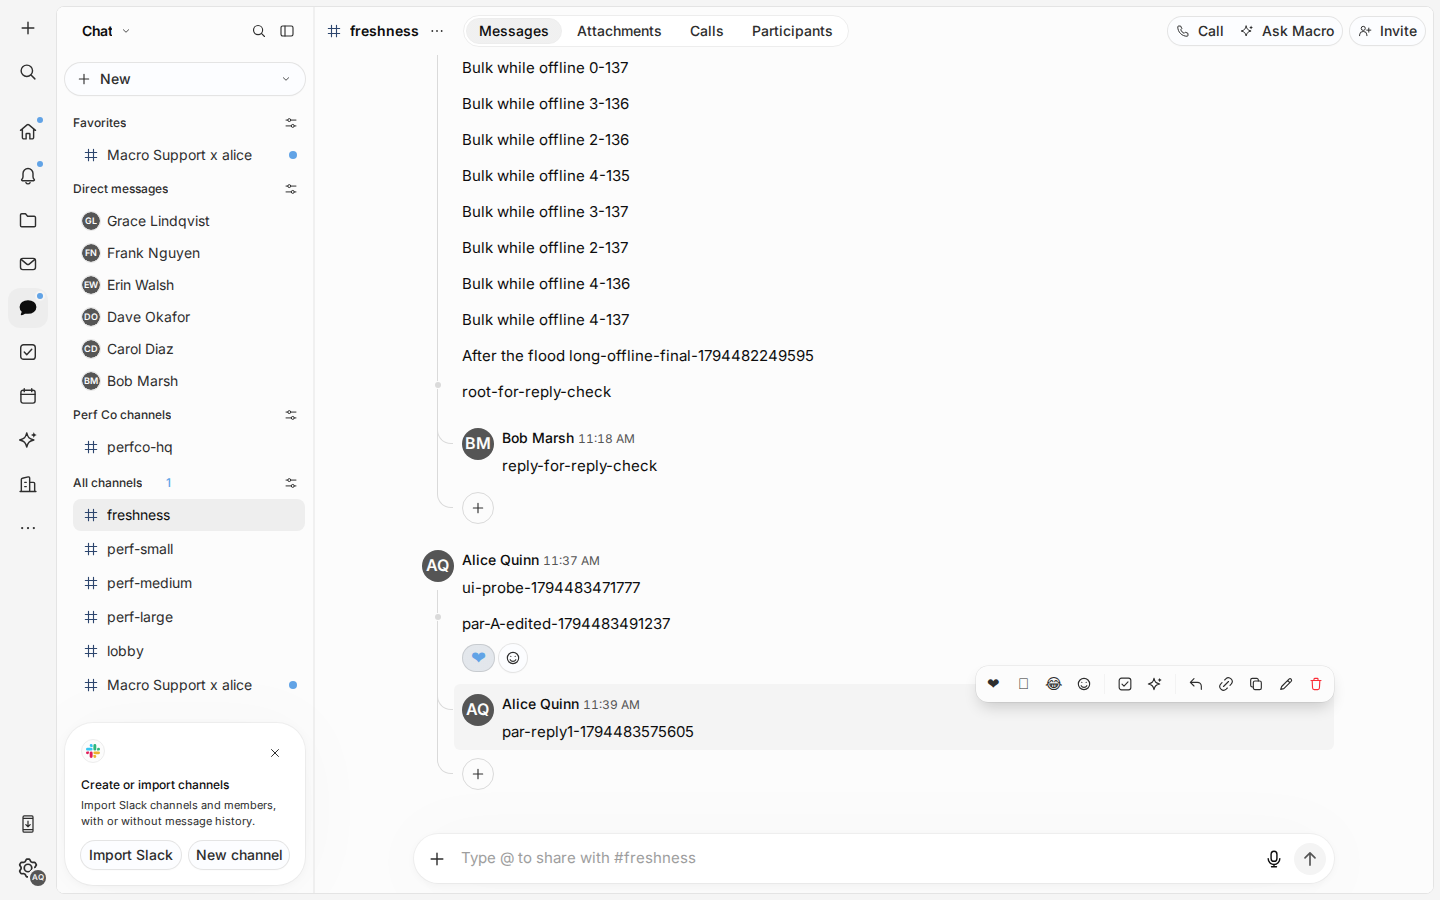 Chat
New
Favorites
Macro Support x alice
Direct messages
GL Grace Lindqvist
FN Frank Nguyen
EW Erin Walsh
DO Dave Okafor
CD Carol Diaz
BM Bob Marsh
Perf Co channels
perfco-hq
All channels 1
freshness
perf-small
perf-medium
perf-large
lobby
Macro Support x alice
Create or import channels
Import Slack channels and members,
with or without message history.
Import Slack New channel
AQ
freshness Messages Attachments Calls Participants Call Ask Macro Invite
Bulk while offline 0-137
Bulk while offline 3-136
Bulk while offline 2-136
Bulk while offline 4-135
Bulk while offline 3-137
Bulk while offline 2-137
Bulk while offline 4-136
Bulk while offline 4-137
After the flood long-offline-final-1794482249595
root-for-reply-check
BM Bob Marsh 11:18 AM
reply-for-reply-check
AQ Alice Quinn 11:37 AM
ui-probe-1794483471777
par-A-edited-1794483491237
AQ Alice Quinn 11:39 AM
par-reply1-1794483575605
Type @ to share with #freshness